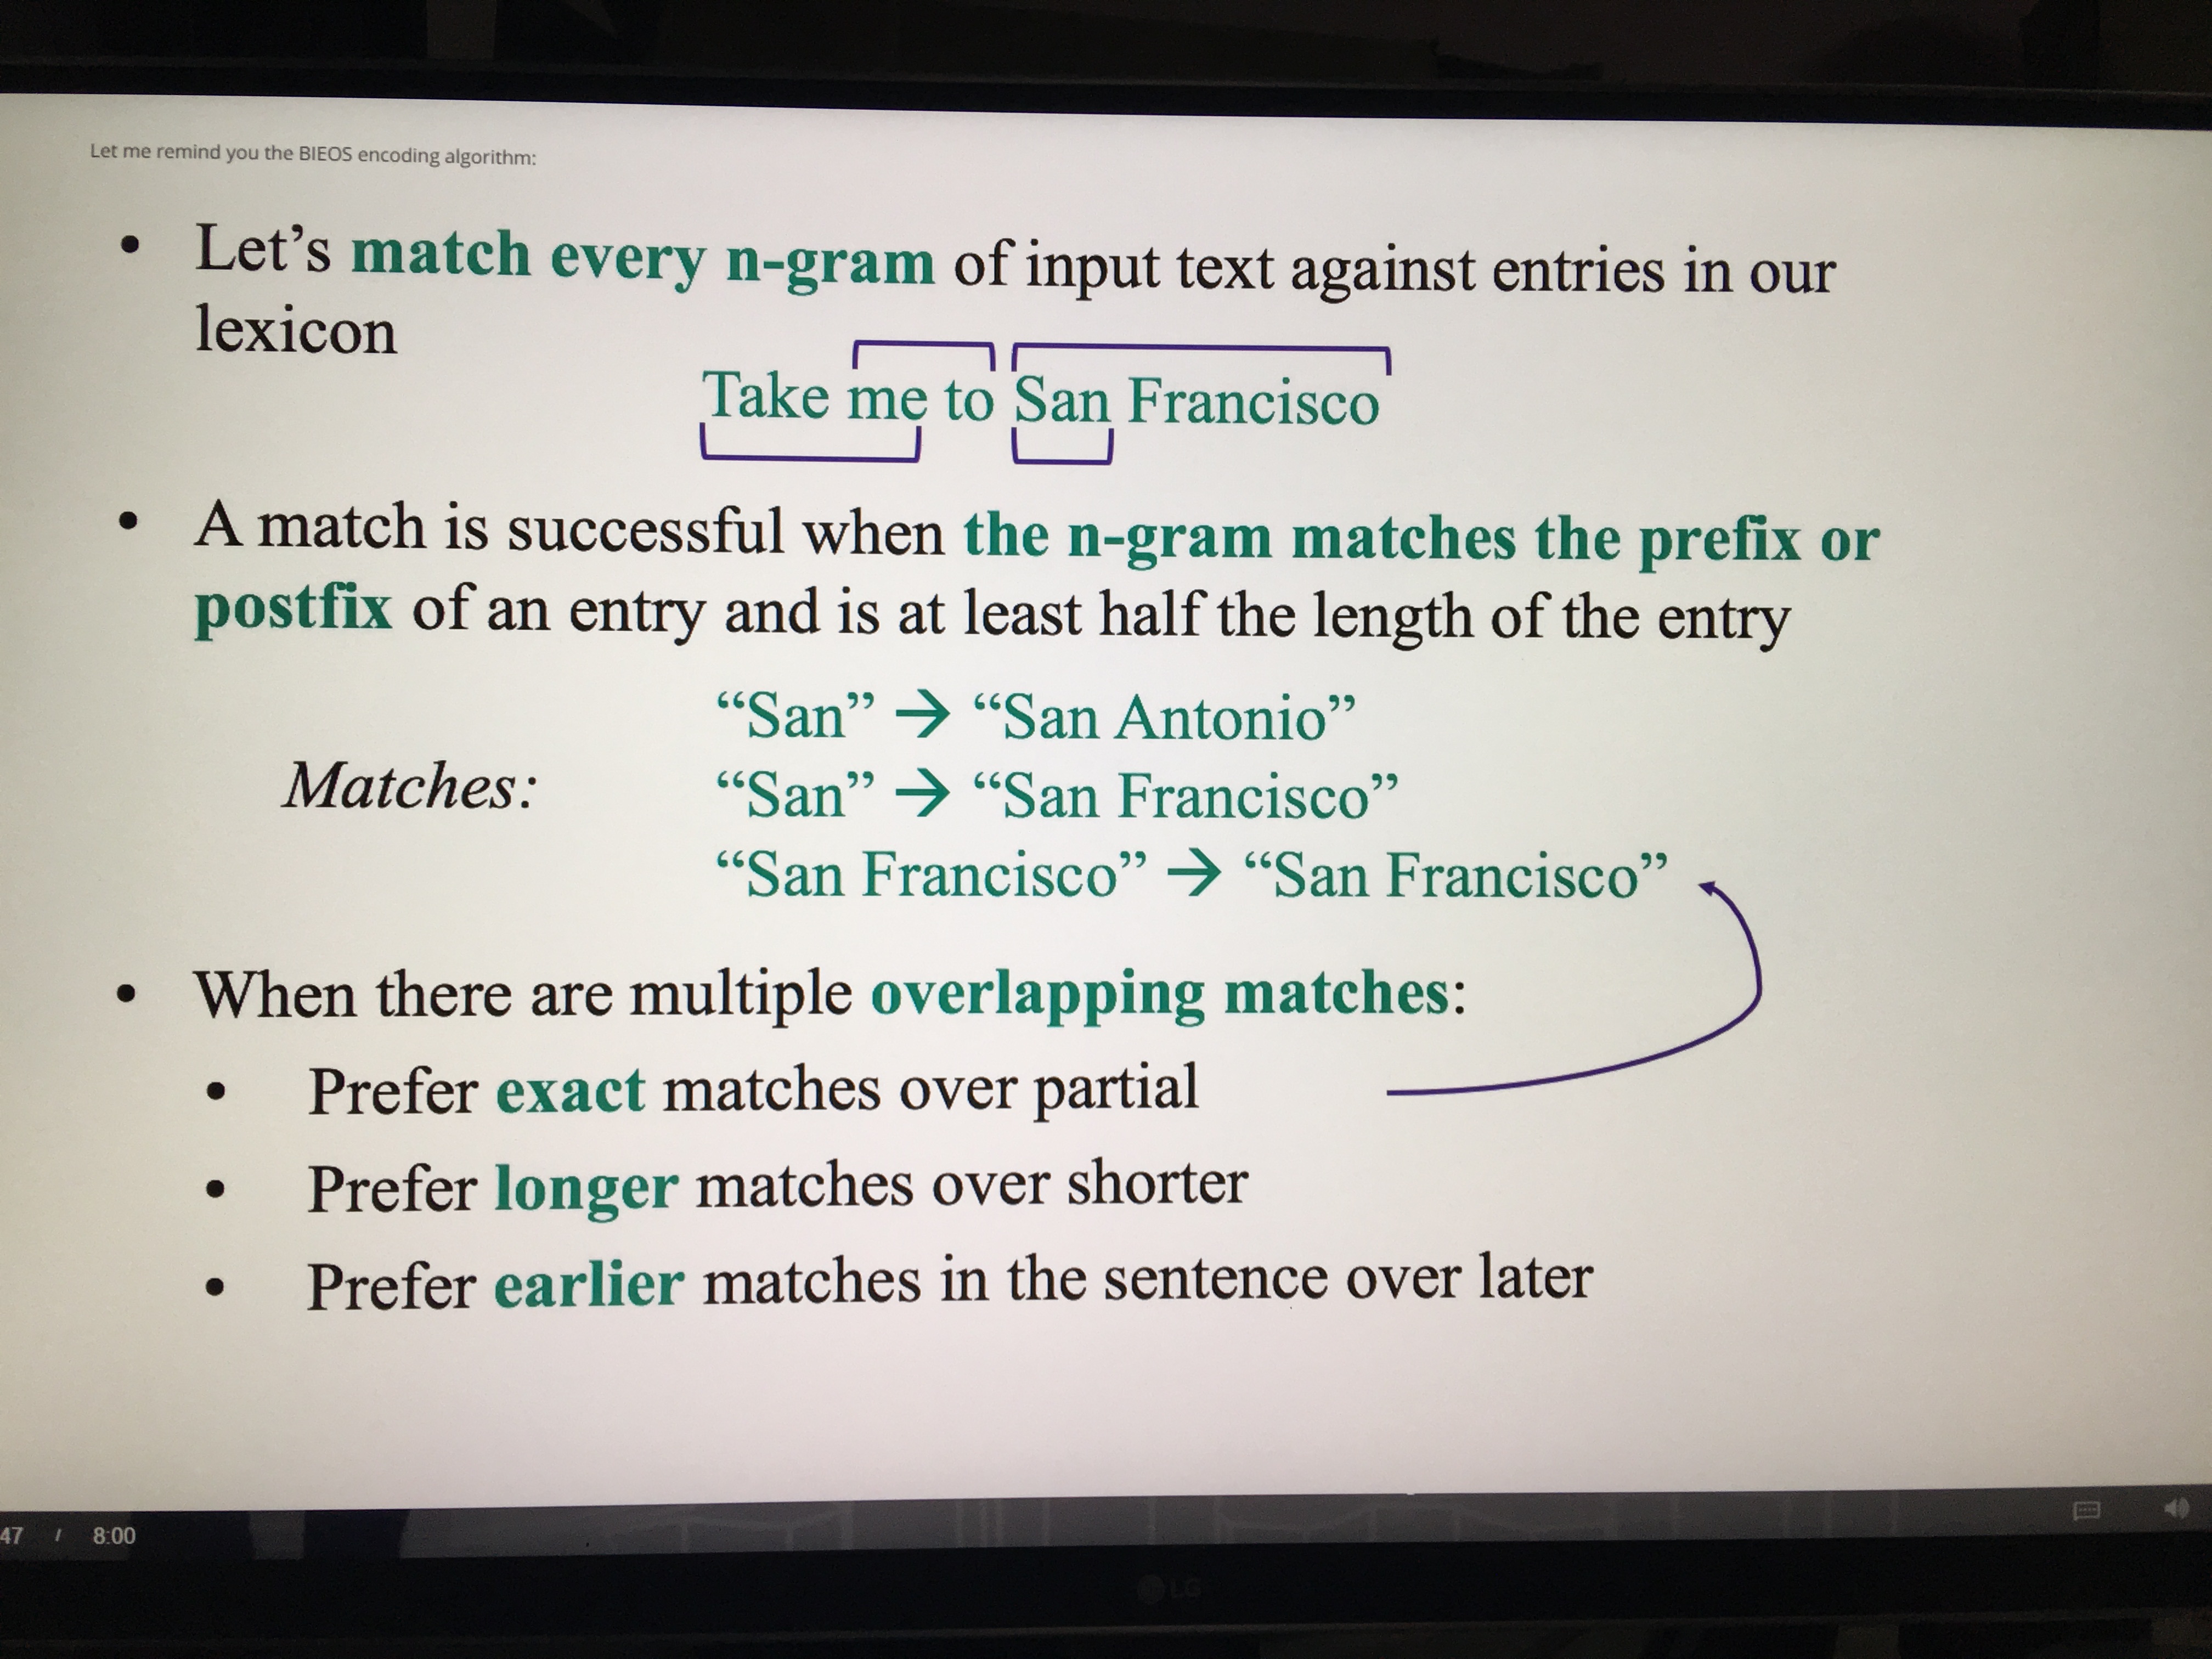 Let me remind you the BIEOS encoding algorithm:
• Let’s match every n-gram of input text against entries in our
lexicon
Take me to San Francisco
• A match is successful when the n-gram matches the prefix or
postfix of an entry and is at least half the length of the entry
“San” → “San Antonio”
Matches: “San” → “San Francisco”
“San Francisco” → “San Francisco”
• When there are multiple overlapping matches:
• Prefer exact matches over partial
• Prefer longer matches over shorter
• Prefer earlier matches in the sentence over later
47 / 8:00
LG